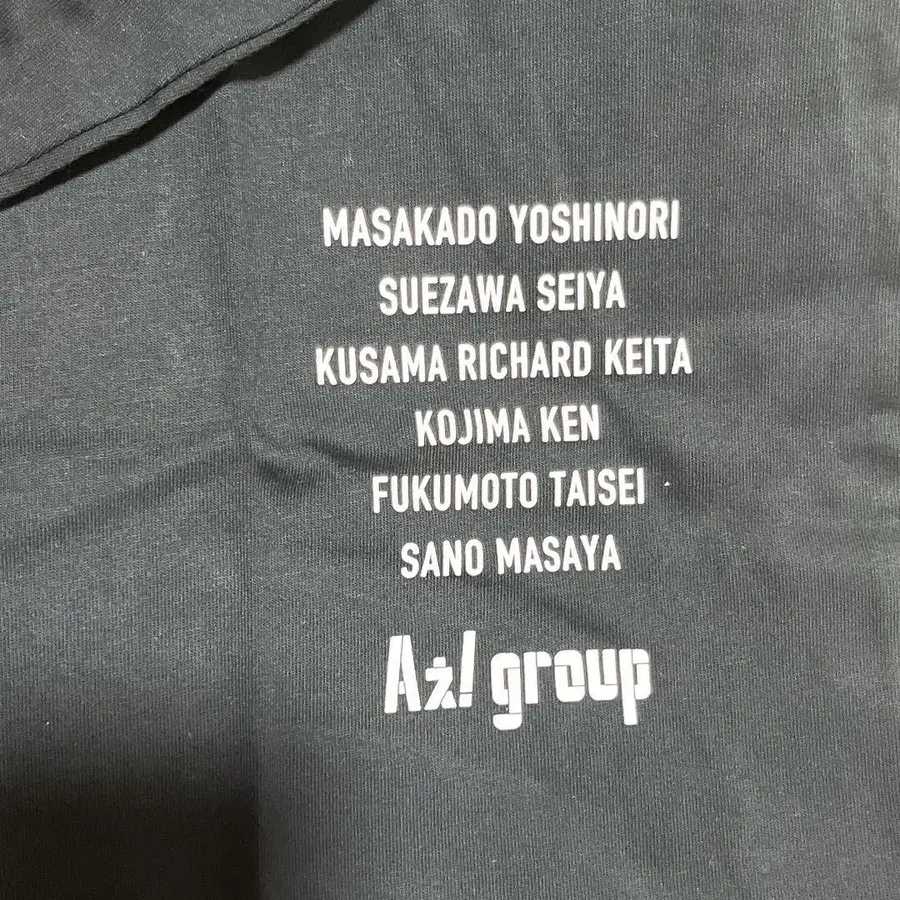 MASAKADO YOSHINORI
SUEZAWA SEIYA
KUSAMA RICHARD KEITA
KOJIMA KEN
FUKUMOTO TAISEI
SANO MASAYA
Aぇ! group